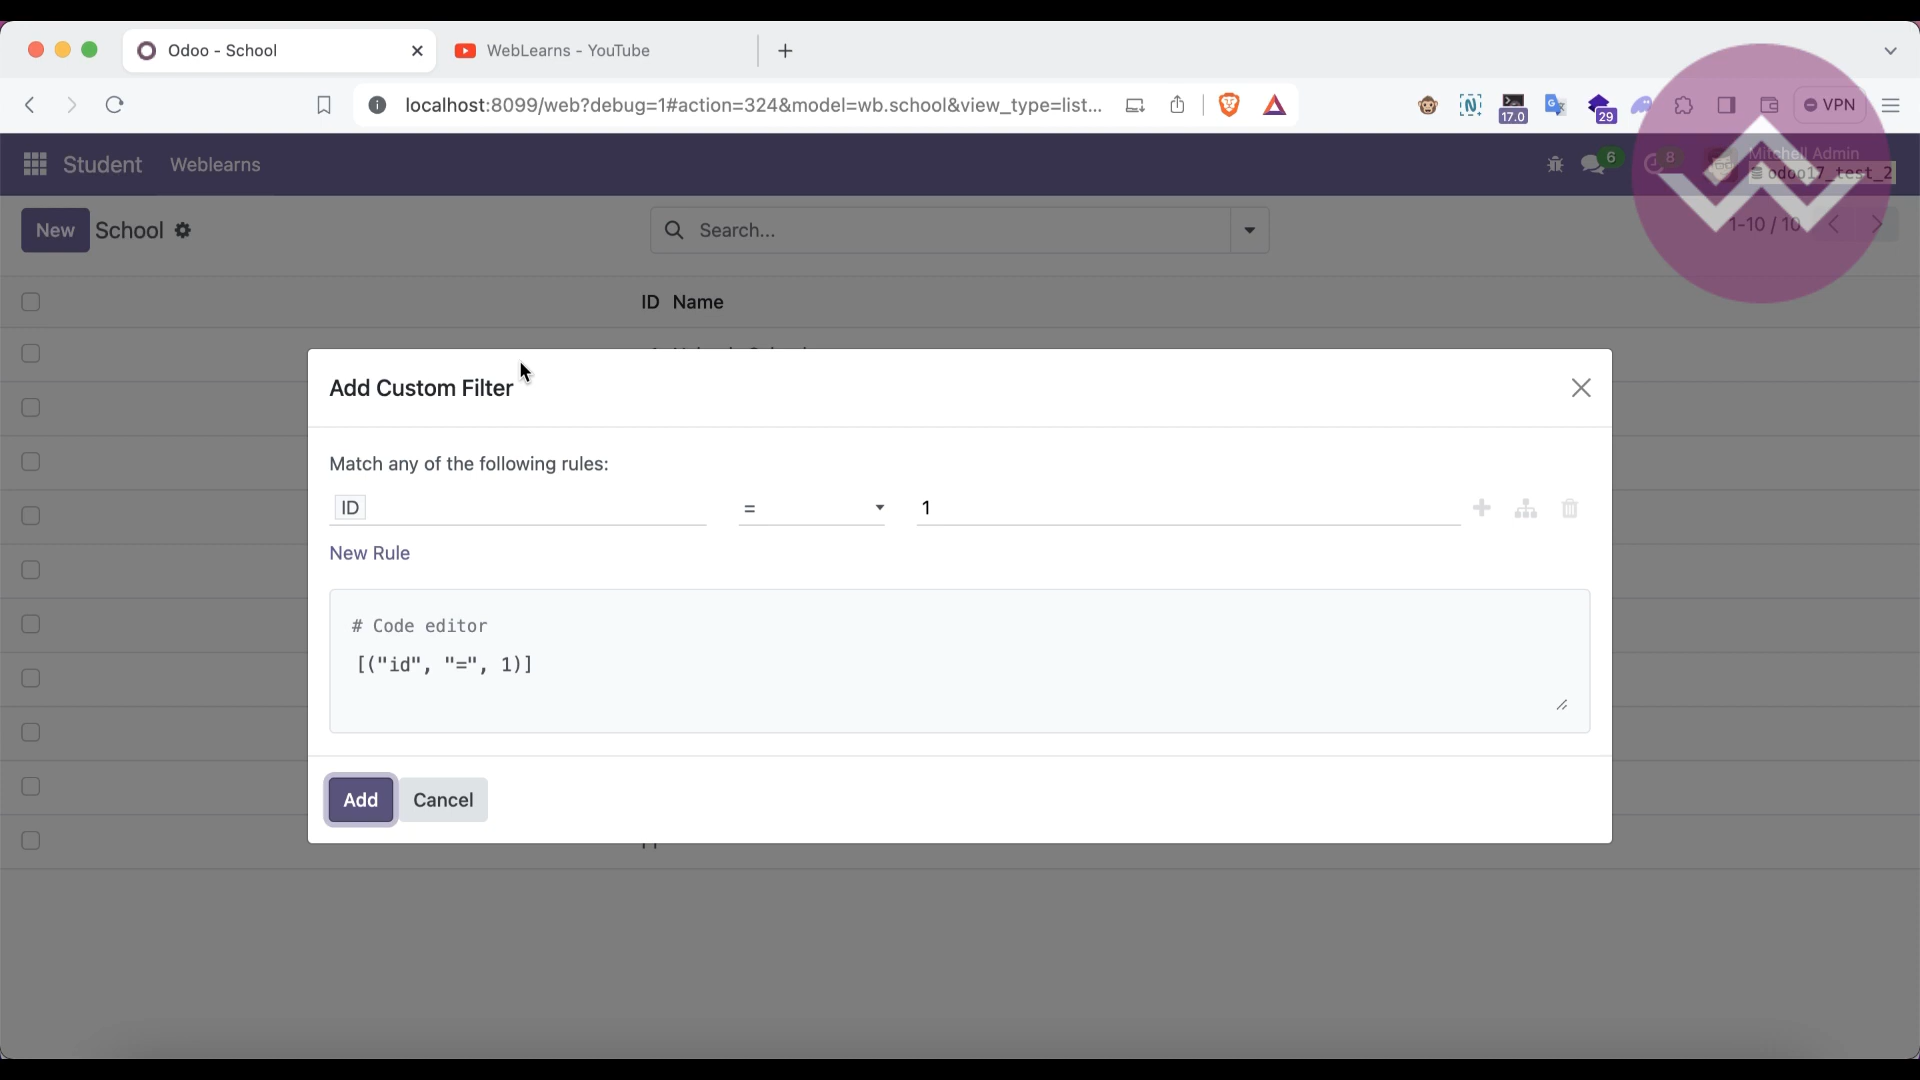 Odoo - School
WebLearns - YouTube
localhost:8099/web?debug=1#action=324&model=wb.school&view_type=list...
17.0
29
VPN
Student
Weblearns
6
8
Mitchell Admin
odoo17_test_2
New
School
Search...
1-10 / 10
ID
Name
Add Custom Filter
Match any of the following rules:
ID
=
1
New Rule
# Code editor
[("id", "=", 1)]
Add
Cancel